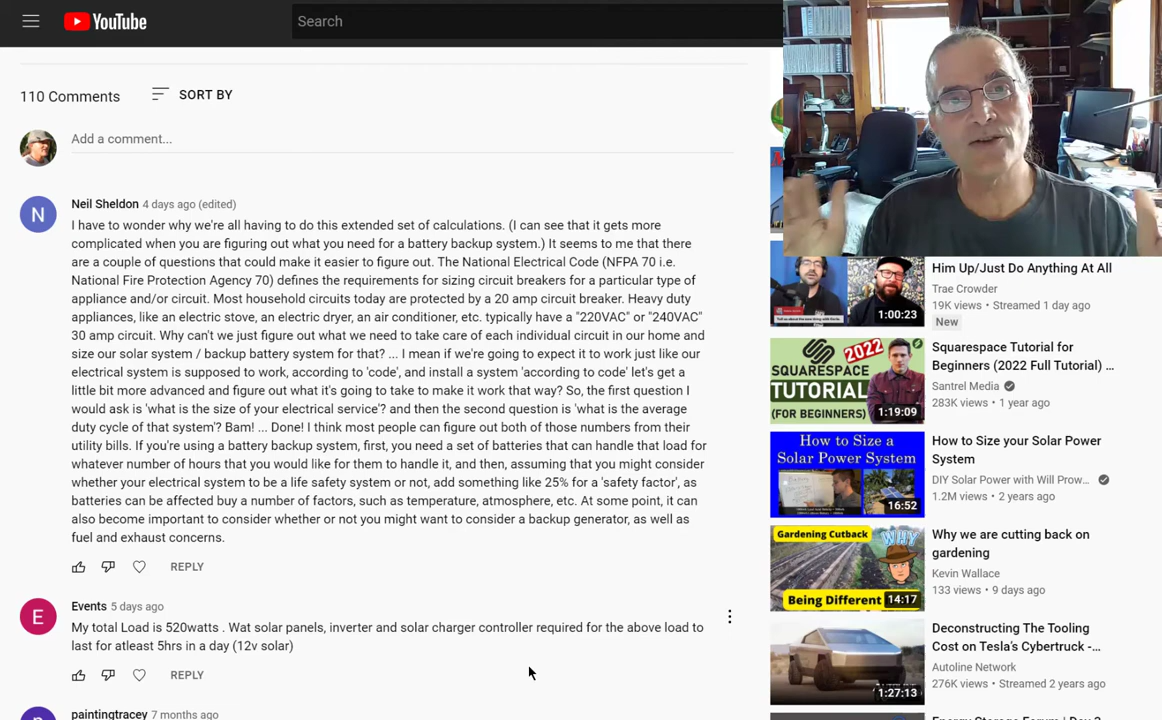 YouTube
Search
110 Comments
SORT BY
Add a comment...
N
Neil Sheldon 4 days ago (edited)
I have to wonder why we're all having to do this extended set of calculations. (I can see that it gets more
complicated when you are figuring out what you need for a battery backup system.) It seems to me that there
are a couple of questions that could make it easier to figure out. The National Electrical Code (NFPA 70 i.e.
National Fire Protection Agency 70) defines the requirements for sizing circuit breakers for a particular type of
appliance and/or circuit. Most household circuits today are protected by a 20 amp circuit breaker. Heavy duty
appliances, like an electric stove, an electric dryer, an air conditioner, etc. typically have a "220VAC" or "240VAC"
30 amp circuit. Why can't we just figure out what we need to take care of each individual circuit in our home and
size our solar system / backup battery system for that? ... I mean if we're going to expect it to work just like our
electrical system is supposed to work, according to 'code', and install a system 'according to code' let's get a
little bit more advanced and figure out what it's going to take to make it work that way? So, the first question I
would ask is 'what is the size of your electrical service'? and then the second question is 'what is the average
duty cycle of that system'? Bam! ... Done! I think most people can figure out both of those numbers from their
utility bills. If you're using a battery backup system, first, you need a set of batteries that can handle that load for
whatever number of hours that you would like for them to handle it, and then, assuming that you might consider
whether your electrical system to be a life safety system or not, add something like 25% for a 'safety factor', as
batteries can be affected buy a number of factors, such as temperature, atmosphere, etc. At some point, it can
also become important to consider whether or not you might want to consider a backup generator, as well as
fuel and exhaust concerns.
REPLY
E
Events 5 days ago
My total Load is 520watts . Wat solar panels, inverter and solar charger controller required for the above load to
last for atleast 5hrs in a day (12v solar)
REPLY
paintingtracey 7 months ago
Him Up/Just Do Anything At All
Trae Crowder
19K views • Streamed 1 day ago
New
1:00:23
SQUARESPACE
2022
TUTORIAL
(FOR BEGINNERS)
1:19:09
Squarespace Tutorial for
Beginners (2022 Full Tutorial) ...
Santrel Media
283K views • 1 year ago
How to Size a
Solar Power System
16:52
How to Size your Solar Power
System
DIY Solar Power with Will Prow...
1.2M views • 2 years ago
Gardening Cutback
WHY
Being Different
14:17
Why we are cutting back on
gardening
Kevin Wallace
133 views • 9 days ago
1:27:13
Deconstructing The Tooling
Cost on Tesla's Cybertruck -...
Autoline Network
276K views • Streamed 2 years ago